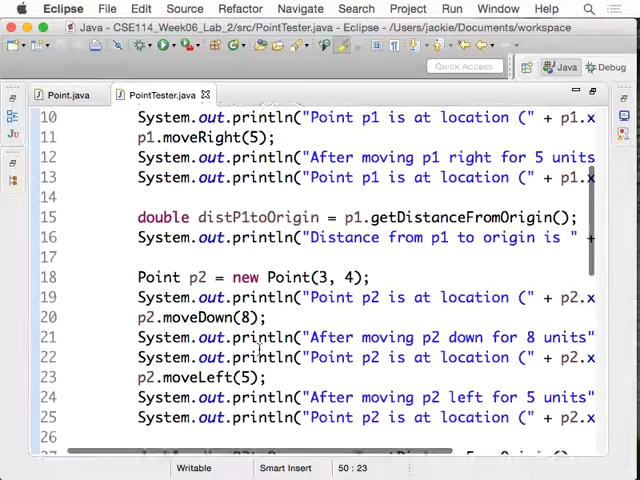 Eclipse File Edit Source Refactor Navigate Search Project Run Window Help
Java - CSE114_Week06_Lab_2/src/PointTester.java - Eclipse - /Users/jackie/Documents/workspace
Quick Access Java Debug
Point.java PointTester.java
10 System.out.println("Point p1 is at location (" + p1.x
11 p1.moveRight(5);
12 System.out.println("After moving p1 right for 5 units
13 System.out.println("Point p1 is at location (" + p1.x
14
15 double distP1toOrigin = p1.getDistanceFromOrigin();
16 System.out.println("Distance from p1 to origin is " +
17
18 Point p2 = new Point(3, 4);
19 System.out.println("Point p2 is at location (" + p2.x
20 p2.moveDown(8);
21 System.out.println("After moving p2 down for 8 units"
22 System.out.println("Point p2 is at location (" + p2.x
23 p2.moveLeft(5);
24 System.out.println("After moving p2 left for 5 units"
25 System.out.println("Point p2 is at location (" + p2.x
26
Writable Smart Insert 50 : 23